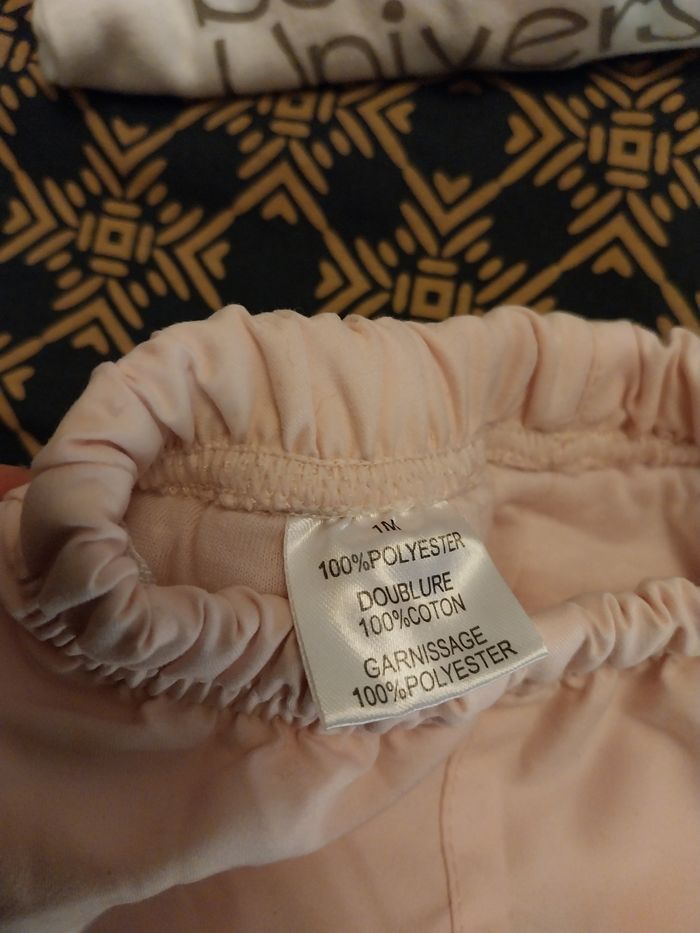 Univers
1M
100%POLYESTER
DOUBLURE
100%COTON
GARNISSAGE
100%POLYESTER